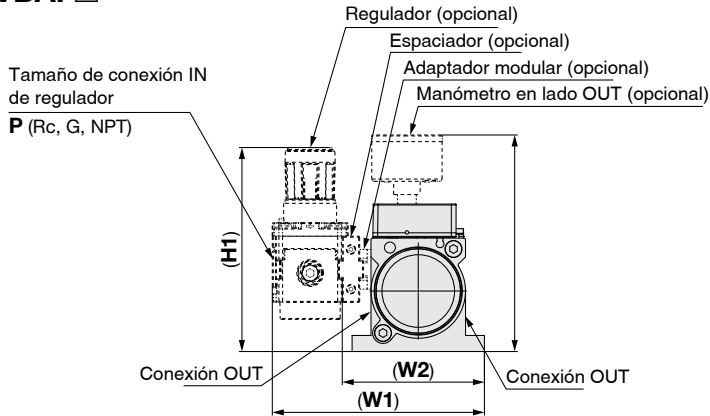 Regulador (opcional)
Espaciador (opcional)
Adaptador modular (opcional)
Manómetro en lado OUT (opcional)
Tamaño de conexión IN
de regulador
P (Rc, G, NPT)
(H1)
Conexión OUT
(W2)
Conexión OUT
(W1)